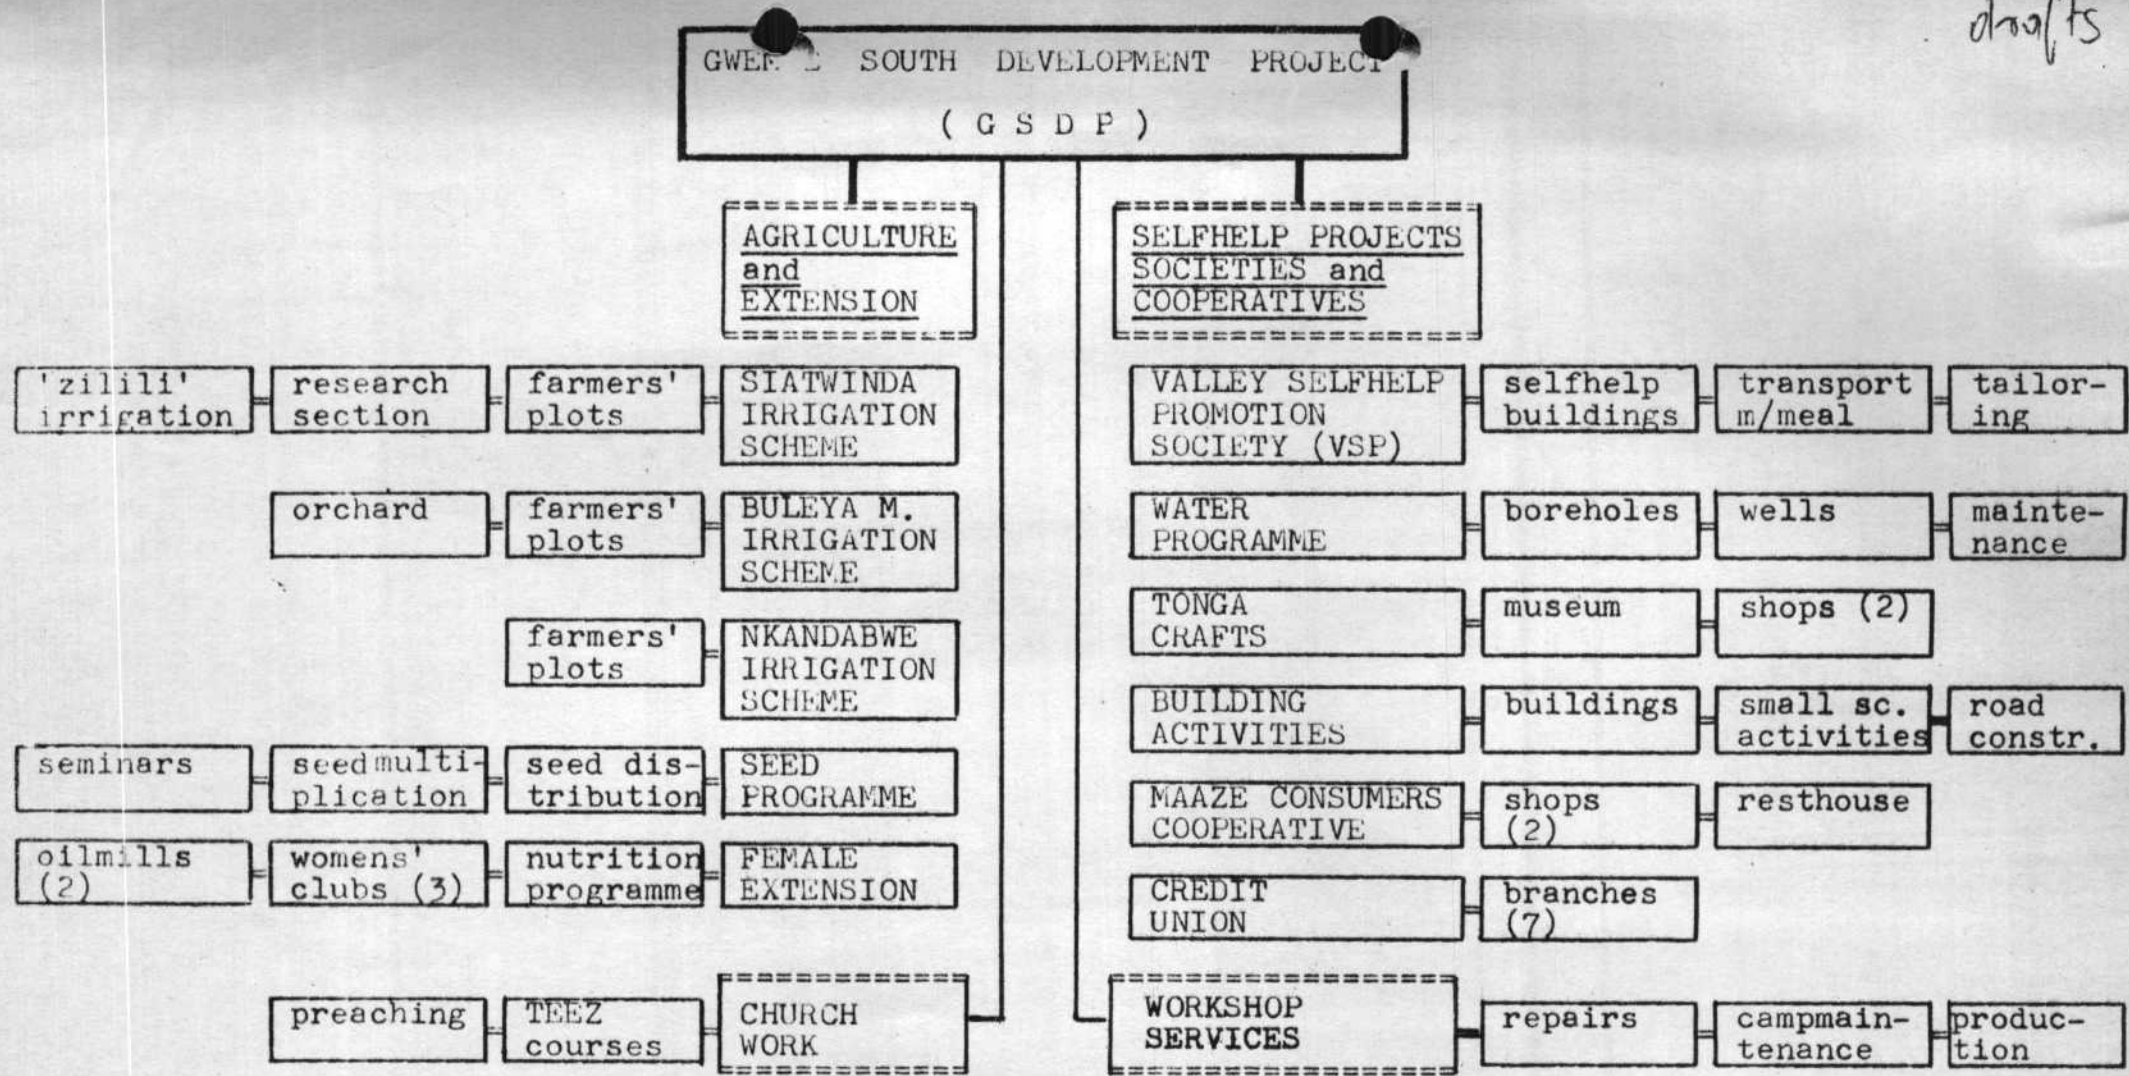 drafts
SOUTH DEVELOPMENT PROJECT
( G S D P )
AGRICULTURE
and
EXTENSION
SELFHELP PROJECTS
SOCIETIES and
COOPERATIVES
'zilili'
irrigation
research
section
farmers'
plots
SIATWINDA
IRRIGATION
SCHEME
VALLEY SELFHELP
PROMOTION
SOCIETY (VSP)
selfhelp
buildings
transport
m/meal
tailor-
ing
orchard
farmers'
plots
BULEYA M.
IRRIGATION
SCHEME
WATER
PROGRAMME
boreholes
wells
mainte-
nance
farmers'
plots
NKANDABWE
IRRIGATION
SCHEME
TONGA
CRAFTS
museum
shops (2)
BUILDING
ACTIVITIES
buildings
small sc.
activities
road
constr.
seminars
seed multi-
plication
seed dis-
tribution
SEED
PROGRAMME
MAAZE CONSUMERS
COOPERATIVE
shops
(2)
resthouse
oilmills
(2)
womens'
clubs (3)
nutrition
programme
FEMALE
EXTENSION
CREDIT
UNION
branches
(7)
preaching
TEEZ
courses
CHURCH
WORK
WORKSHOP
SERVICES
repairs
campmain-
tenance
produc-
tion